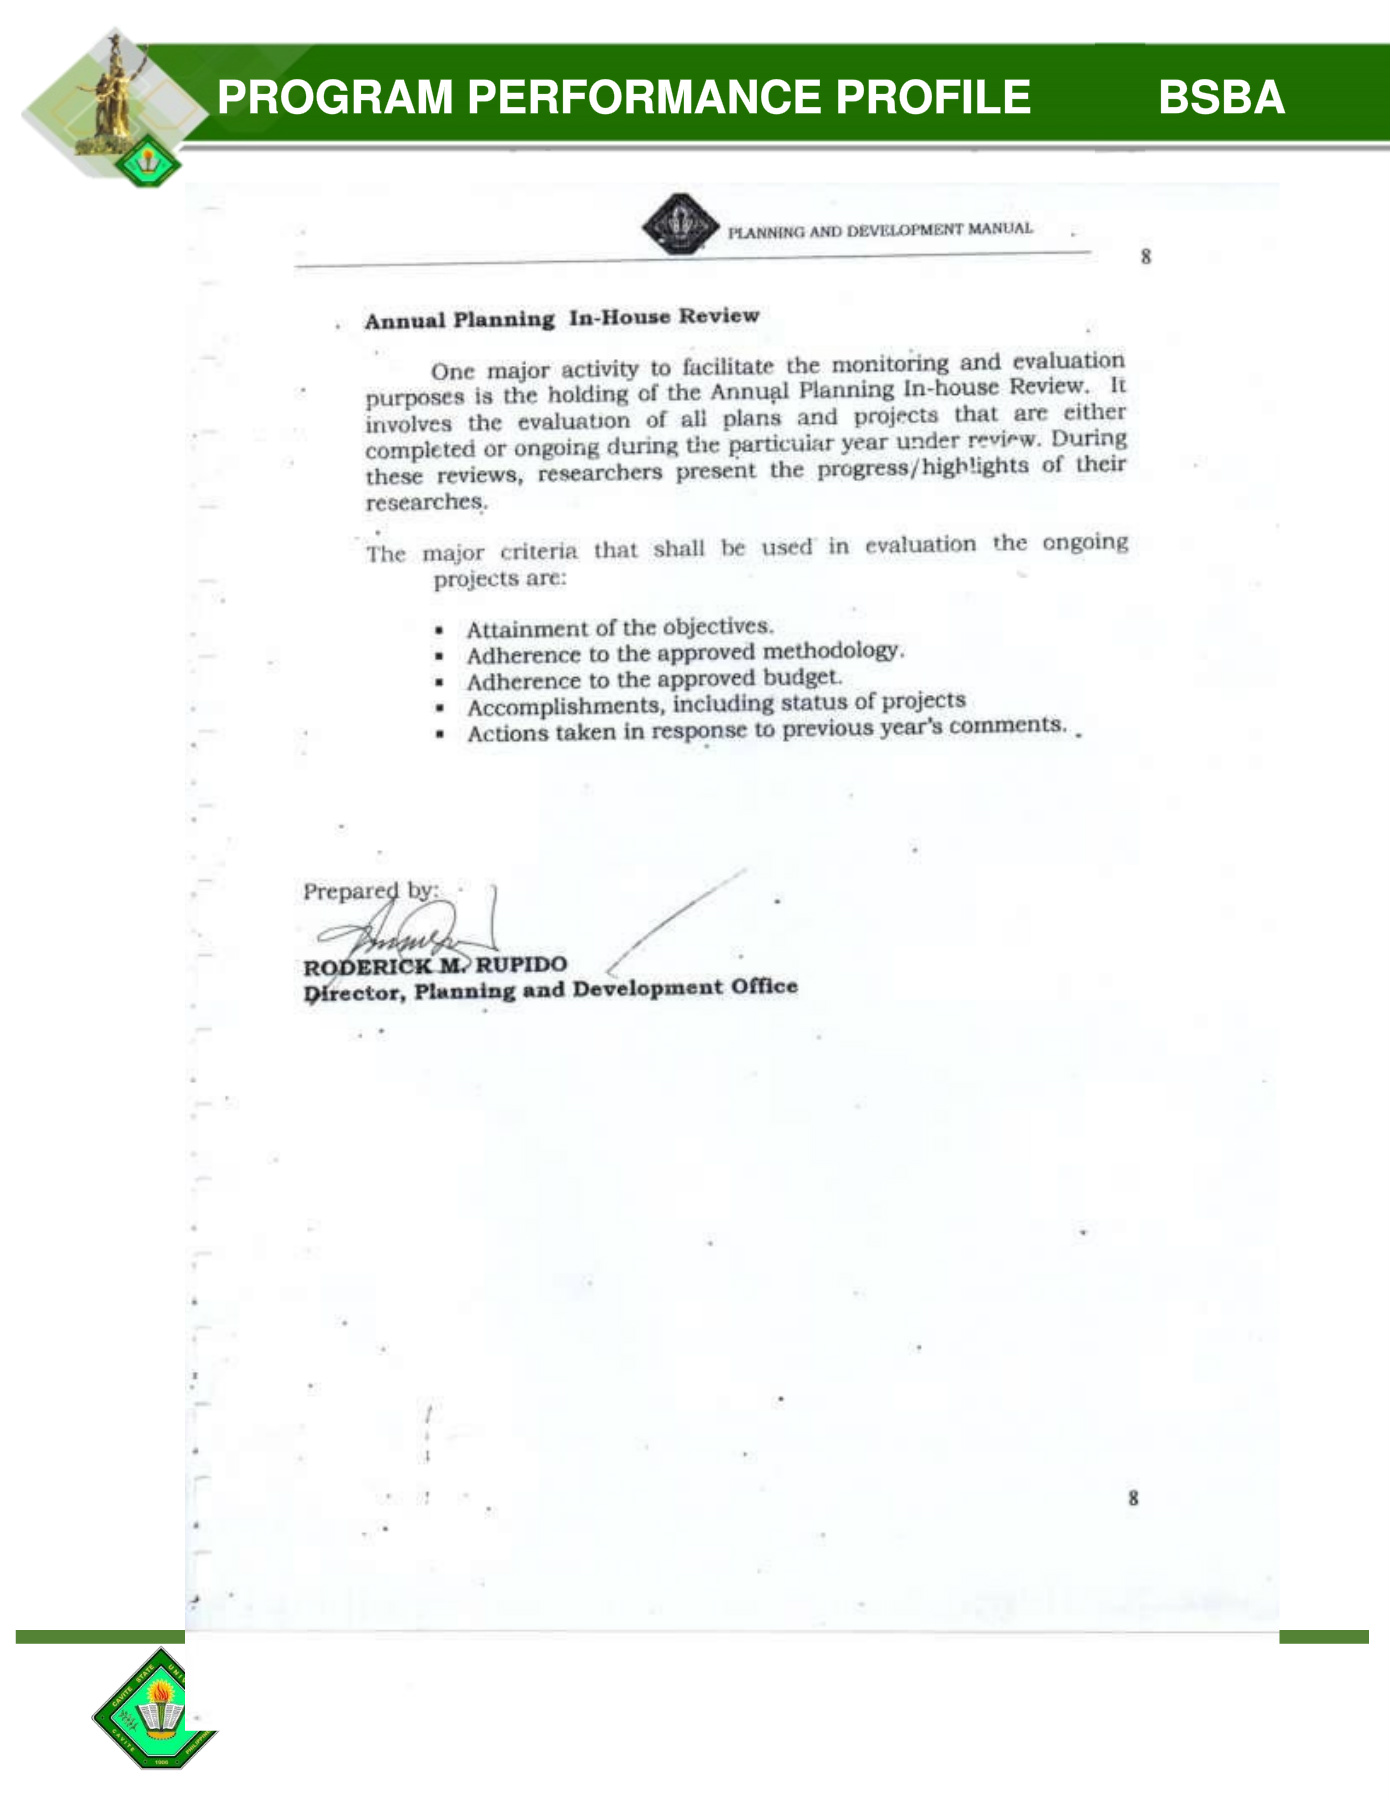 PROGRAM PERFORMANCE PROFILE BSBA
PLANNING AND DEVELOPMENT MANUAL
8
Annual Planning In-House Review
One major activity to facilitate the monitoring and evaluation
purposes is the holding of the Annual Planning In-house Review. It
involves the evaluation of all plans and projects that are either
completed or ongoing during the particular year under review. During
these reviews, researchers present the progress/highlights of their
researches.
The major criteria that shall be used in evaluation the ongoing
projects are:
▪ Attainment of the objectives.
▪ Adherence to the approved methodology.
▪ Adherence to the approved budget.
▪ Accomplishments, including status of projects
▪ Actions taken in response to previous year's comments.
Prepared by:
RODERICK M. RUPIDO
Director, Planning and Development Office
8
CAVITE STATE UNI
CAVITE
1906